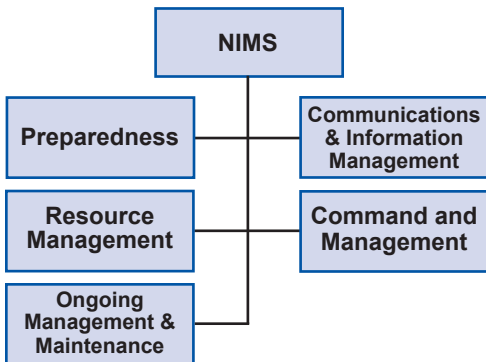 NIMS
Preparedness
Communications
& Information
Management
Resource
Management
Command and
Management
Ongoing
Management &
Maintenance